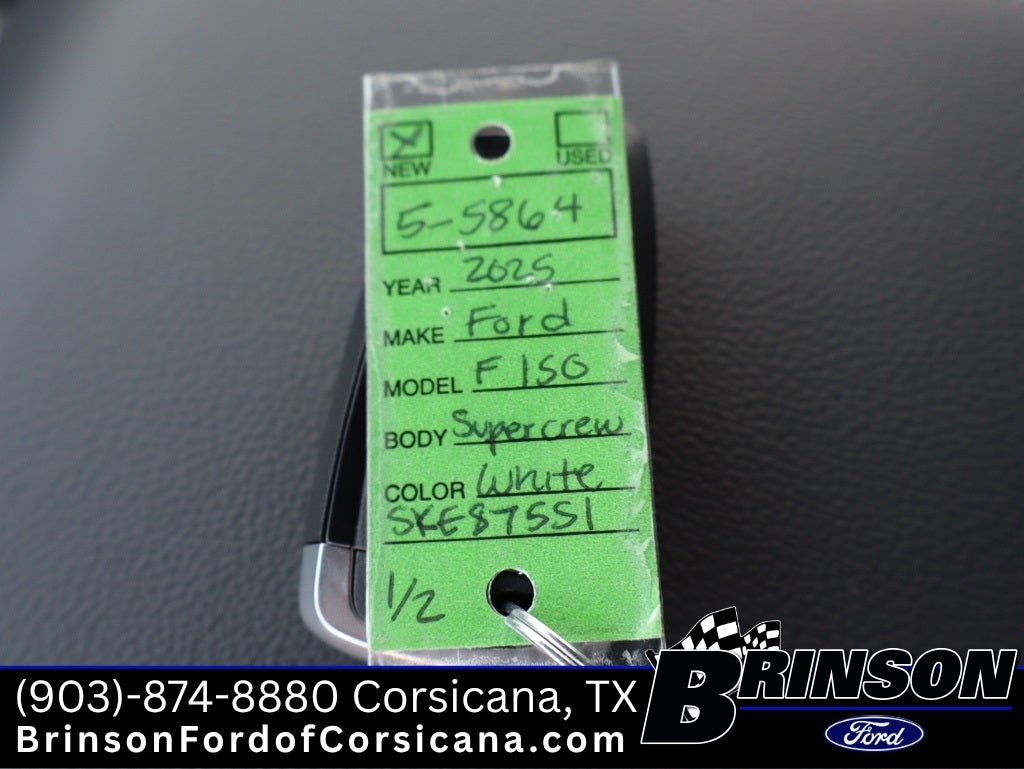 NEW USED
5-5864
YEAR 2025
MAKE Ford
MODEL F150
BODY Supercrew
COLOR White
SKE87551
1/2
(903)-874-8880 Corsicana, TX
BrinsonFordofCorsicana.com
BRINSON
Ford